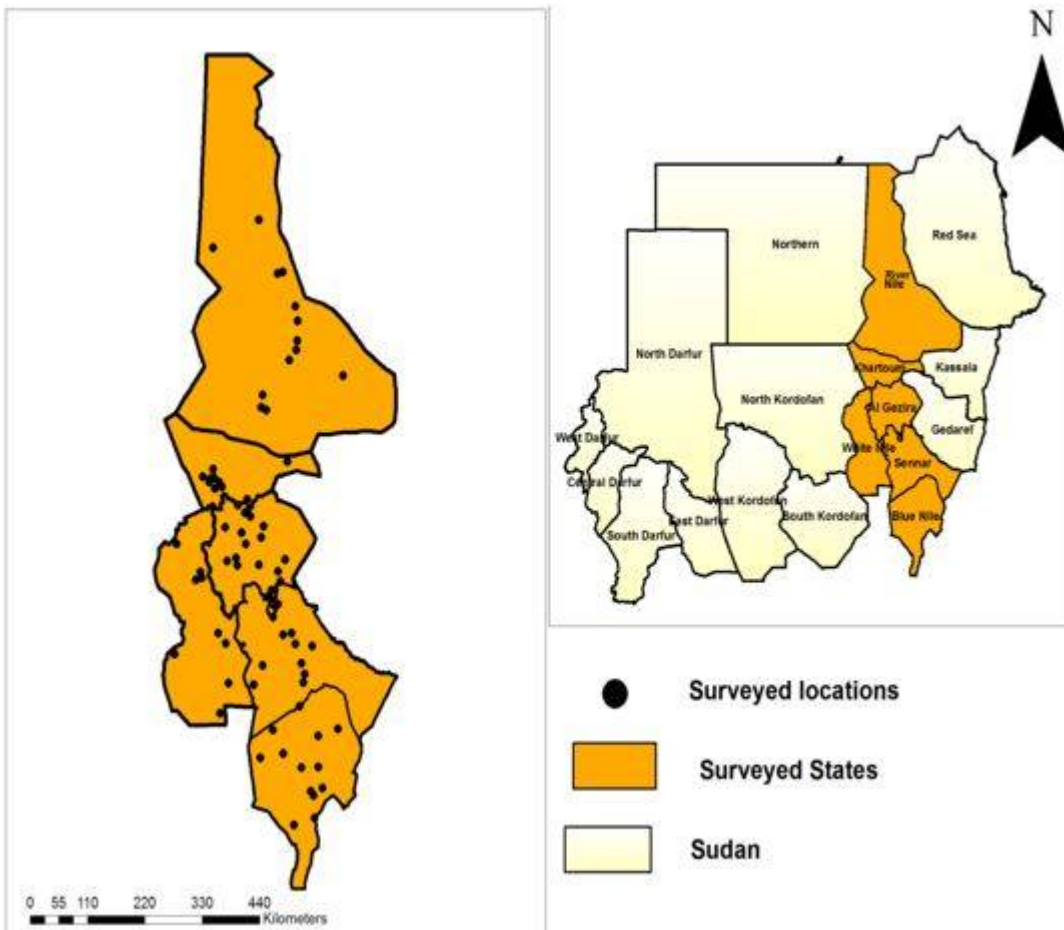 N
Red Sea
Northern
River
Nile
North Darfur
Khartoum
Kassala
North Kordofan
Al Gezira
Gedaref
West Darfur
White Nile
Sennar
Central Darfur
West Kordofan
East Darfur
South Kordofan
Blue Nile
South Darfur
Surveyed locations
Surveyed States
Sudan
0 55 110 220 330 440
Kilometers